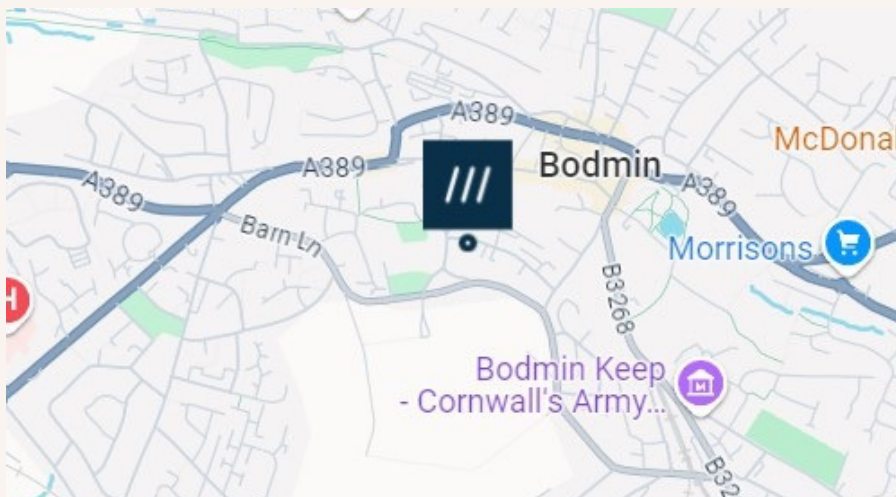 A389
A389
Bodmin
McDona
A389
A389
Barn Ln
Morrisons
B3268
H
Bodmin Keep
- Cornwall's Army...
B32